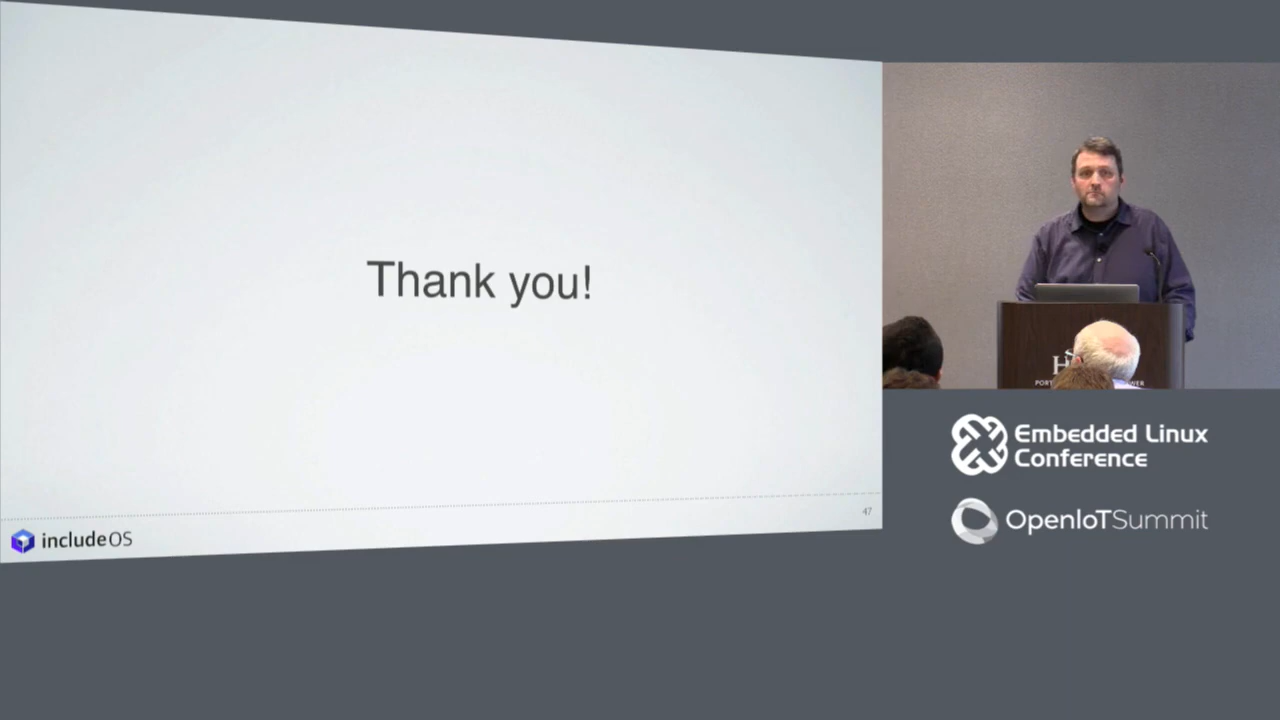 Thank you!
47
includeOS
Embedded Linux
Conference
OpenIoTSummit